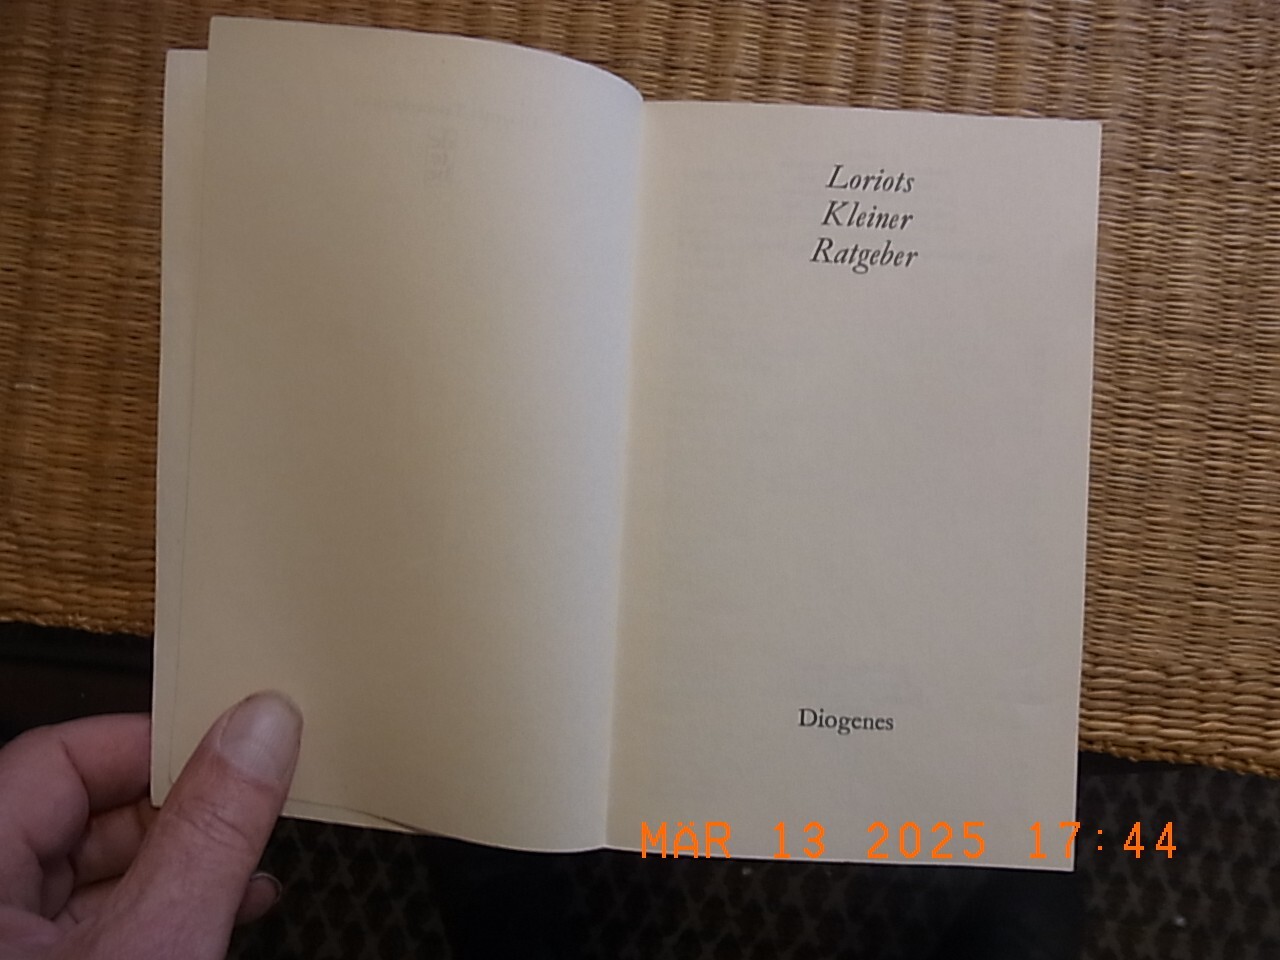 Loriots
Kleiner
Ratgeber
Diogenes
MÄR 13 2025 17:44